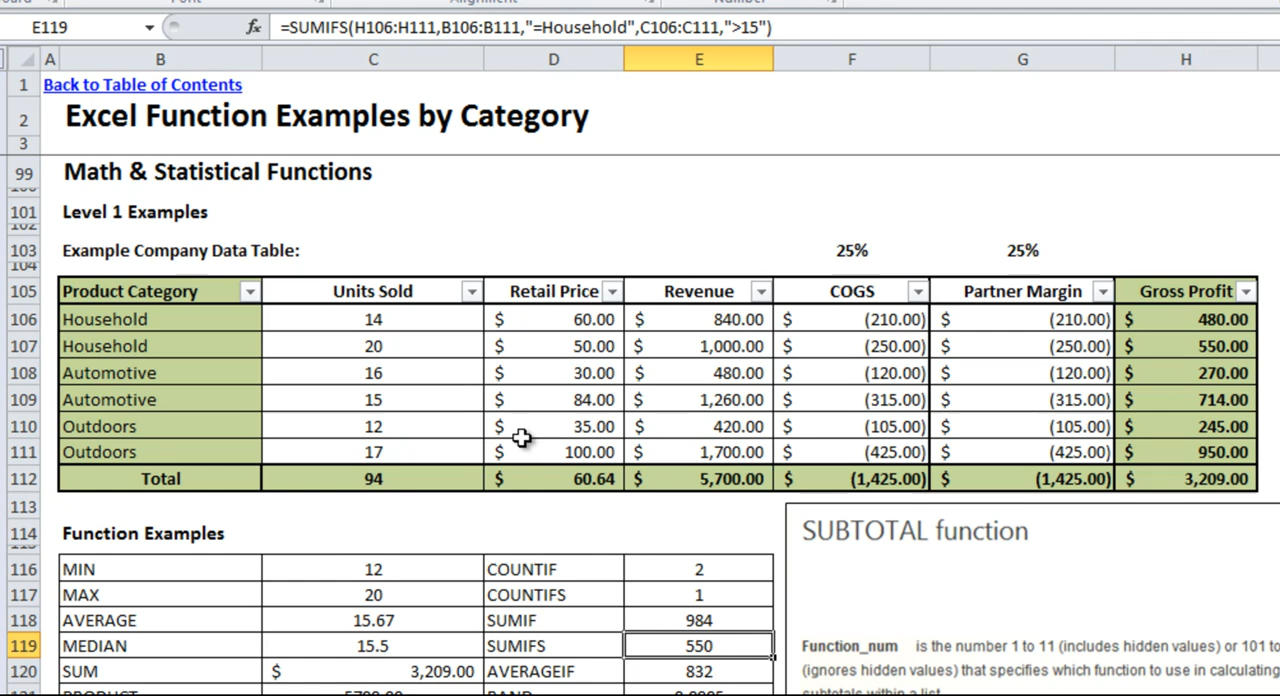 E119 fx =SUMIFS(H106:H111,B106:B111,"=Household",C106:C111,">15")
A B C D E F G H
1 Back to Table of Contents
2 Excel Function Examples by Category
3
99 Math & Statistical Functions
101 Level 1 Examples
103 Example Company Data Table: 25% 25%
104
105 Product Category Units Sold Retail Price Revenue COGS Partner Margin Gross Profit
106 Household 14 $ 60.00 $ 840.00 $ (210.00) $ (210.00) $ 480.00
107 Household 20 $ 50.00 $ 1,000.00 $ (250.00) $ (250.00) $ 550.00
108 Automotive 16 $ 30.00 $ 480.00 $ (120.00) $ (120.00) $ 270.00
109 Automotive 15 $ 84.00 $ 1,260.00 $ (315.00) $ (315.00) $ 714.00
110 Outdoors 12 $ 35.00 $ 420.00 $ (105.00) $ (105.00) $ 245.00
111 Outdoors 17 $ 100.00 $ 1,700.00 $ (425.00) $ (425.00) $ 950.00
112 Total 94 $ 60.64 $ 5,700.00 $ (1,425.00) $ (1,425.00) $ 3,209.00
113
114 Function Examples
SUBTOTAL function
116 MIN 12 COUNTIF 2
117 MAX 20 COUNTIFS 1
118 AVERAGE 15.67 SUMIF 984
119 MEDIAN 15.5 SUMIFS 550
120 SUM $ 3,209.00 AVERAGEIF 832
Function_num is the number 1 to 11 (includes hidden values) or 101 to
(ignores hidden values) that specifies which function to use in calculating
subtotals within a list